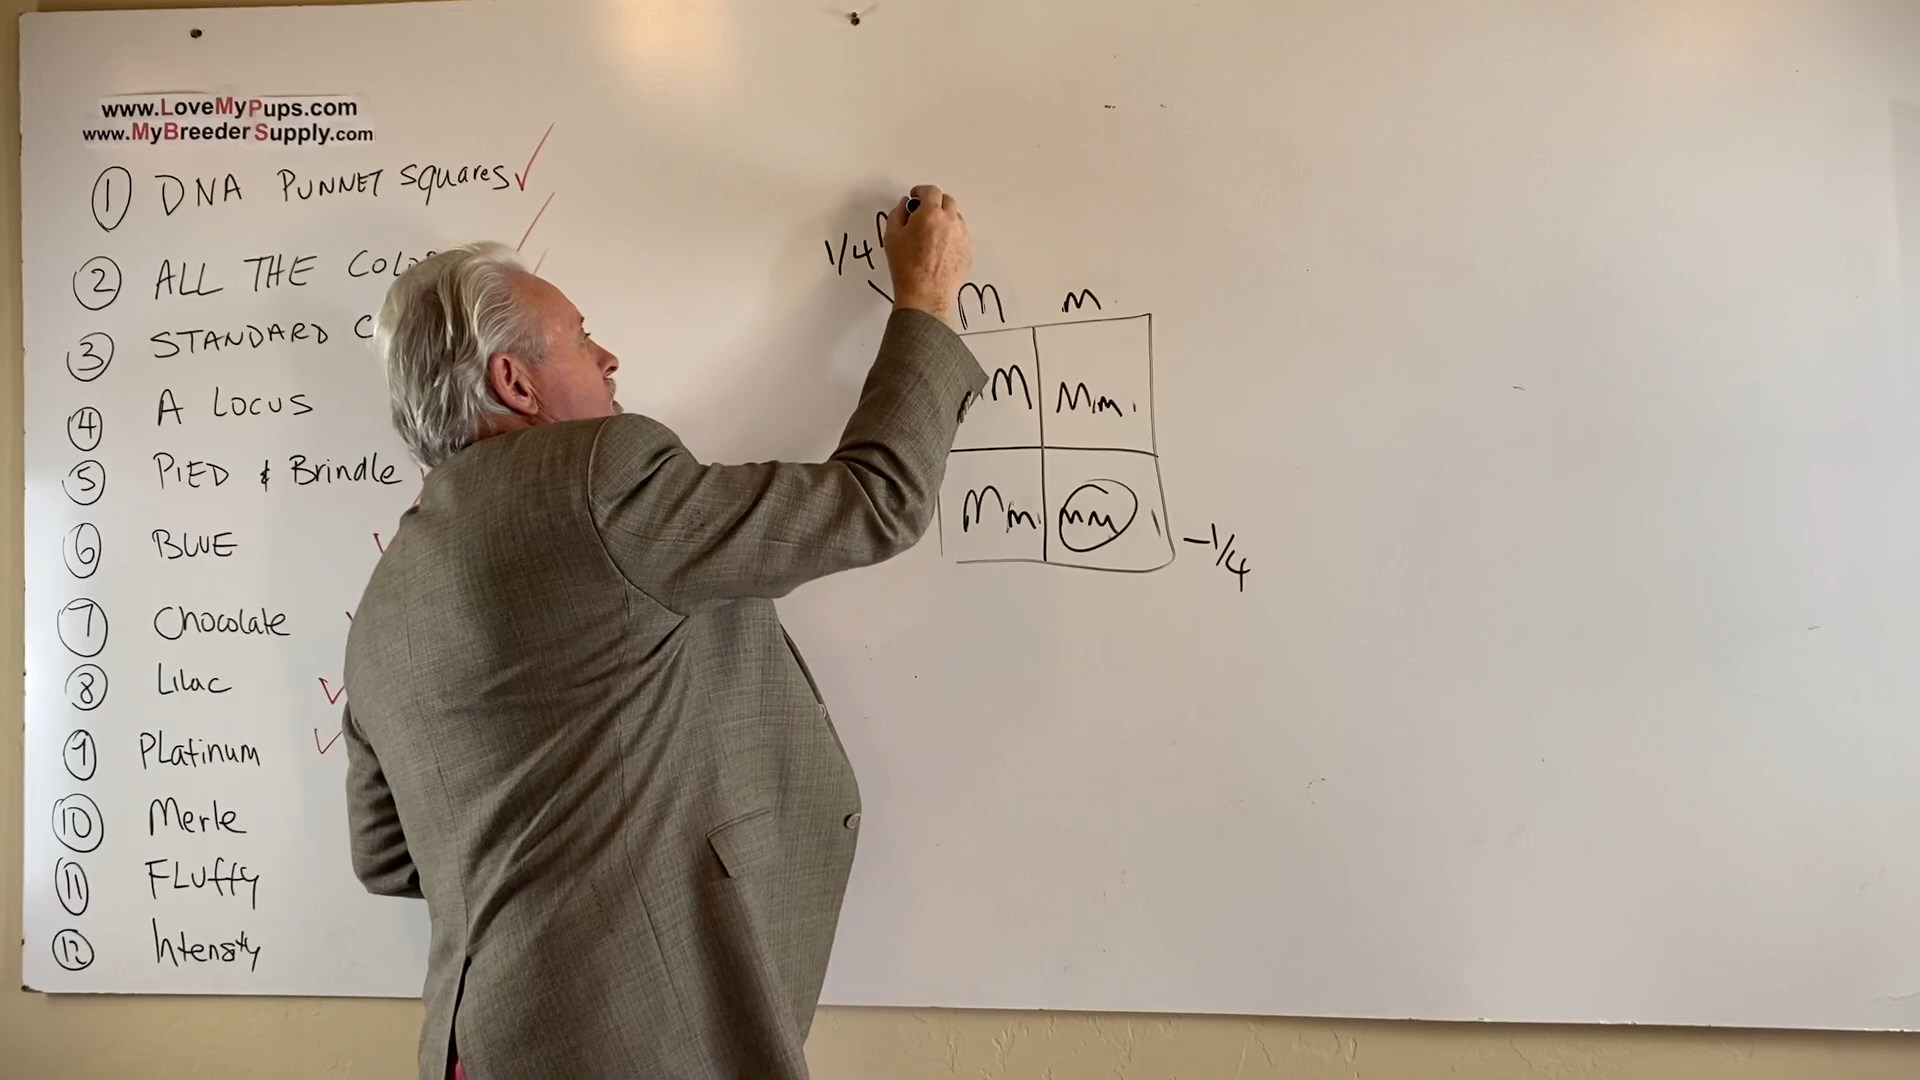 www.LoveMyPups.com
www.MyBreederSupply.com
1 DNA PUNNET squares ✓
2 ALL THE COLO
3 STANDARD C
4 A LOCUS
5 PIED & Brindle
6 BLUE
7 Chocolate
8 Lilac ✓
9 Platinum ✓
10 Merle
11 FLuffy
12 Intensity
1/4
M m
M Mm
Mm mm
-1/4